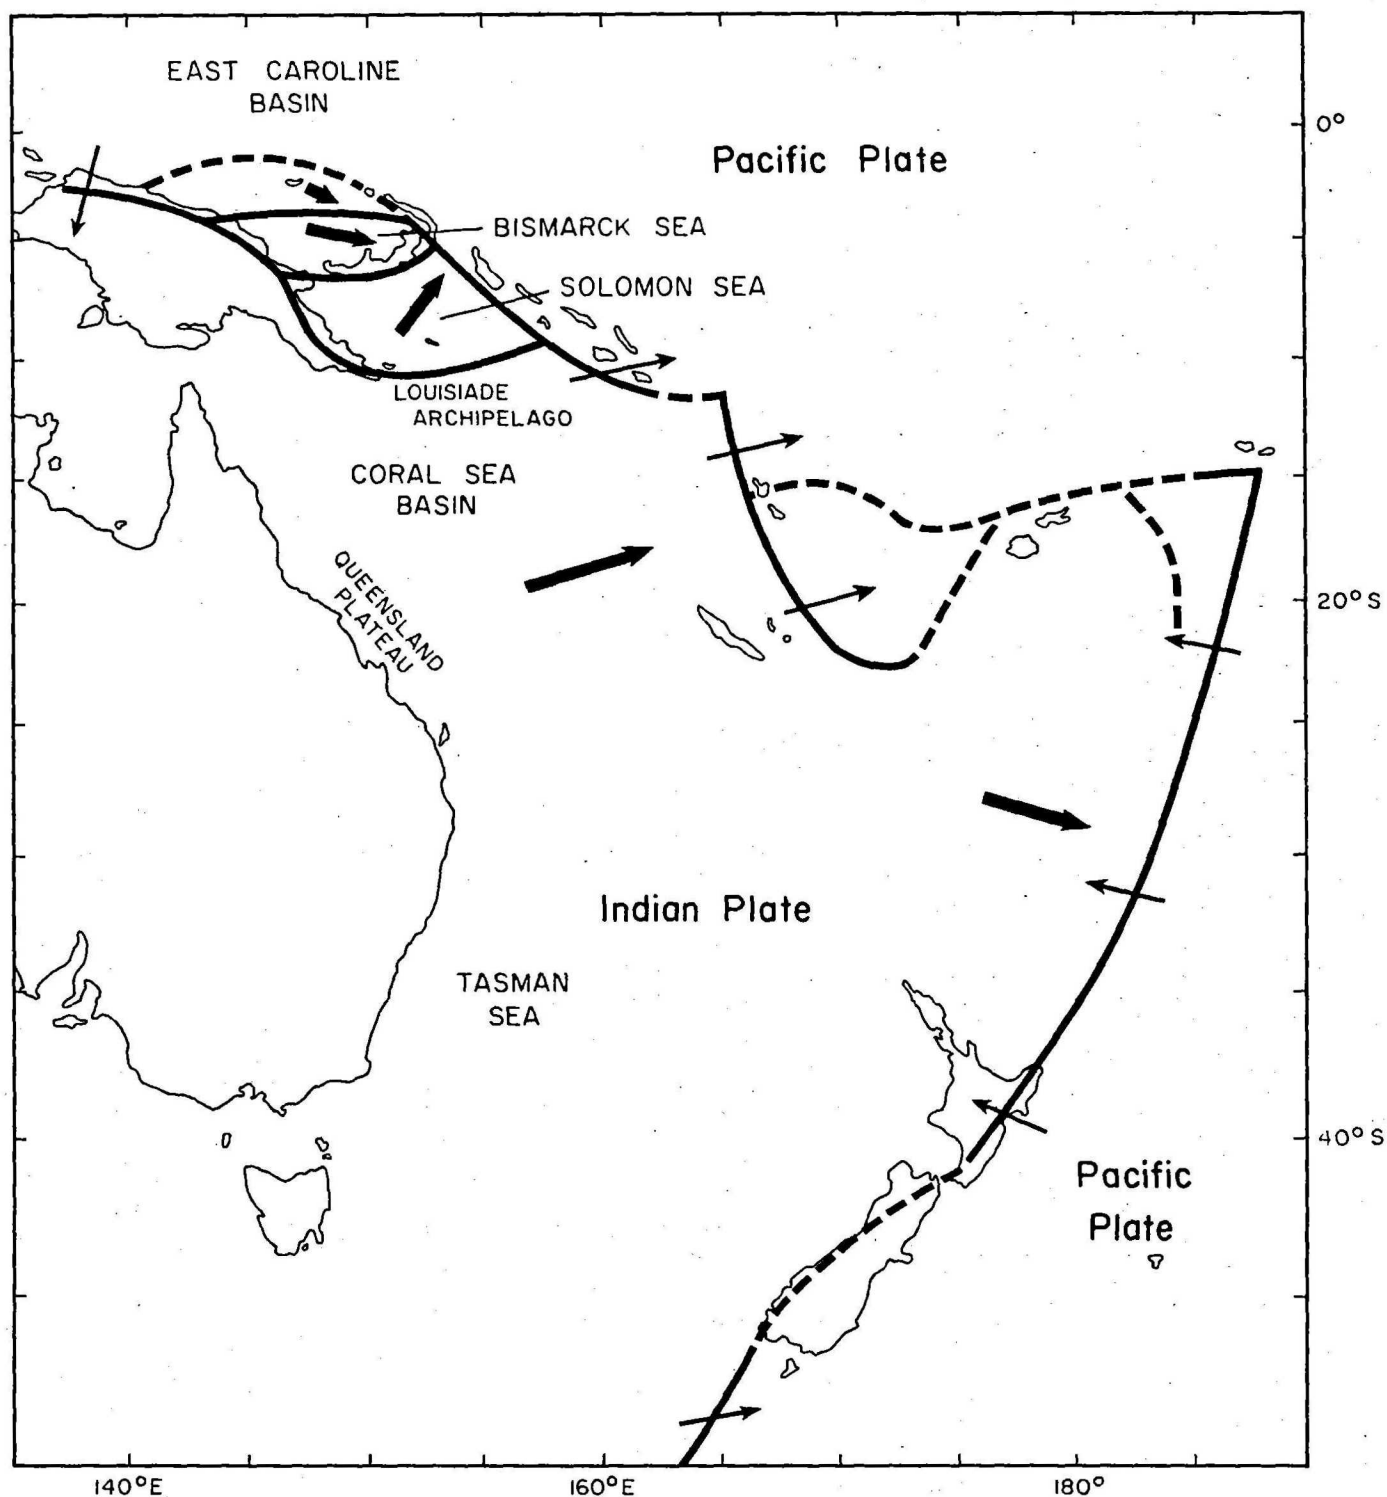 EAST CAROLINE
BASIN
0°
Pacific Plate
BISMARCK SEA
SOLOMON SEA
LOUISIADE
ARCHIPELAGO
CORAL SEA
BASIN
QUEENSLAND
PLATEAU
20°S
Indian Plate
TASMAN
SEA
40°S
Pacific
Plate
140°E
160°E
180°